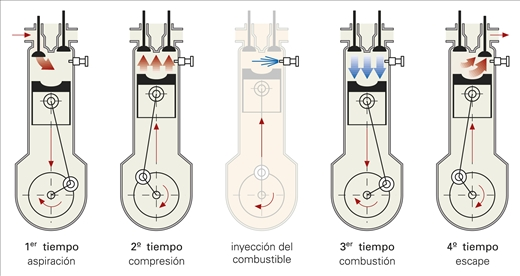 1er tiempo
aspiración
2º tiempo
compresión
inyección del
combustible
3er tiempo
combustión
4º tiempo
escape